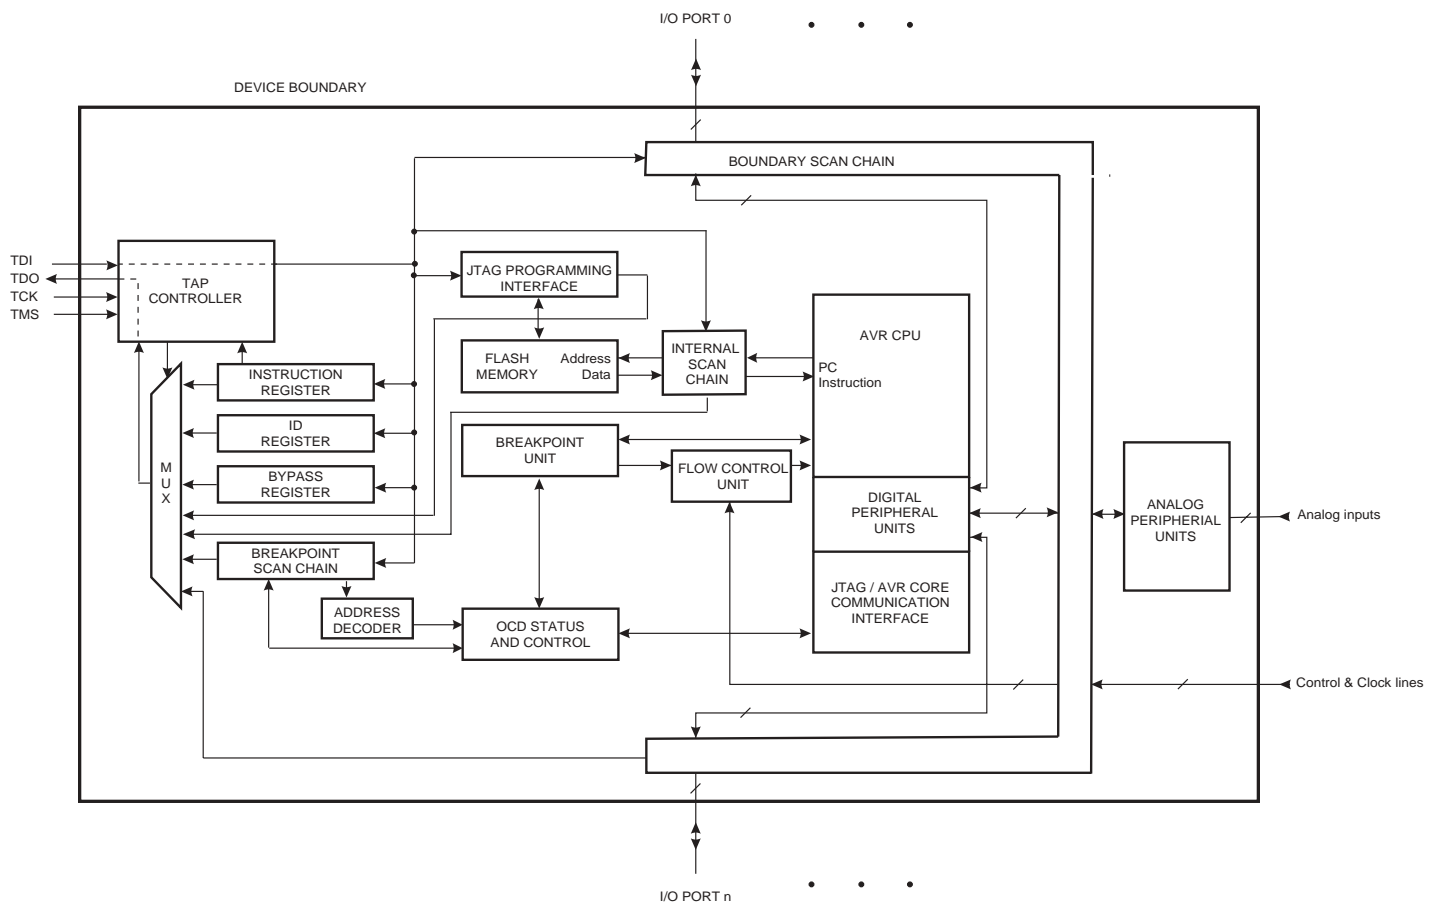 I/O PORT 0
DEVICE BOUNDARY
BOUNDARY SCAN CHAIN
TDI
TDO
TCK
TMS
TAP
CONTROLLER
JTAG PROGRAMMING
INTERFACE
AVR CPU
FLASH
MEMORY
Address
Data
INTERNAL
SCAN
CHAIN
PC
Instruction
INSTRUCTION
REGISTER
ID
REGISTER
BREAKPOINT
UNIT
FLOW CONTROL
UNIT
M
U
X
BYPASS
REGISTER
DIGITAL
PERIPHERAL
UNITS
ANALOG
PERIPHERIAL
UNITS
Analog inputs
BREAKPOINT
SCAN CHAIN
JTAG / AVR CORE
COMMUNICATION
INTERFACE
ADDRESS
DECODER
OCD STATUS
AND CONTROL
Control & Clock lines
I/O PORT n